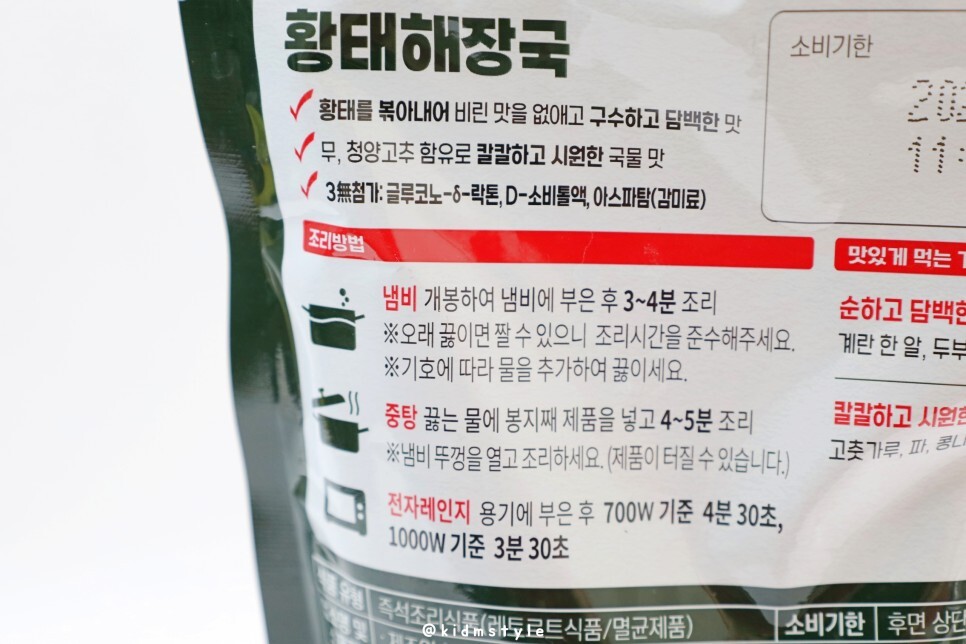 황태해장국
소비기한
황태를 볶아내어 비린 맛을 없애고 구수하고 담백한 맛
무, 청양고추 함유로 칼칼하고 시원한 국물 맛
3無첨가: 글루코노-δ-락톤, D-소비톨액, 아스파탐(감미료)
조리방법
냄비 개봉하여 냄비에 부은 후 3~4분 조리
※오래 끓이면 짤 수 있으니 조리시간을 준수해주세요.
※기호에 따라 물을 추가하여 끓이세요.
중탕 끓는 물에 봉지째 제품을 넣고 4~5분 조리
※냄비 뚜껑을 열고 조리하세요. (제품이 터질 수 있습니다.)
전자레인지 용기에 부은 후 700W 기준 4분 30초,
1000W 기준 3분 30초
맛있게 먹는
순하고 담백한
계란 한 알, 두부
칼칼하고 시원한
고춧가루, 파, 콩나
유형
즉석조리식품(레토르트식품/멸균제품)
소비기한
후면 상단
@kidmstyle